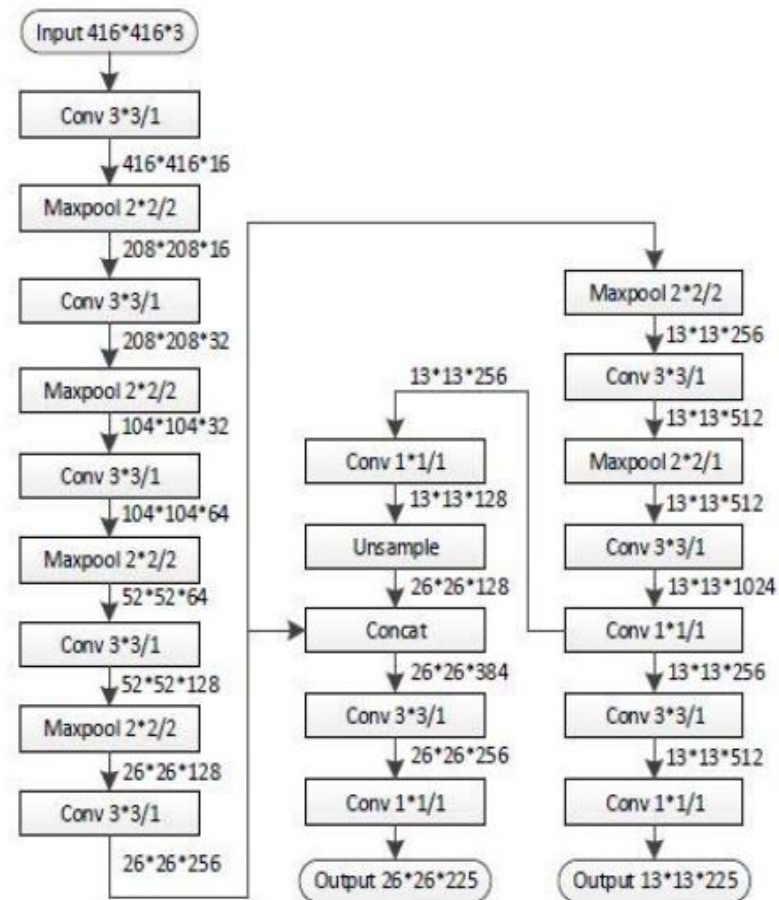 Input 416*416*3
Conv 3*3/1
416*416*16
Maxpool 2*2/2
208*208*16
Conv 3*3/1
208*208*32
Maxpool 2*2/2
104*104*32
Conv 3*3/1
104*104*64
Maxpool 2*2/2
52*52*64
Conv 3*3/1
52*52*128
Maxpool 2*2/2
26*26*128
Conv 3*3/1
26*26*256
13*13*256
Conv 1*1/1
13*13*128
Unsample
26*26*128
Concat
26*26*384
Conv 3*3/1
26*26*256
Conv 1*1/1
Output 26*26*225
Maxpool 2*2/2
13*13*256
Conv 3*3/1
13*13*512
Maxpool 2*2/1
13*13*512
Conv 3*3/1
13*13*1024
Conv 1*1/1
13*13*256
Conv 3*3/1
13*13*512
Conv 1*1/1
Output 13*13*225